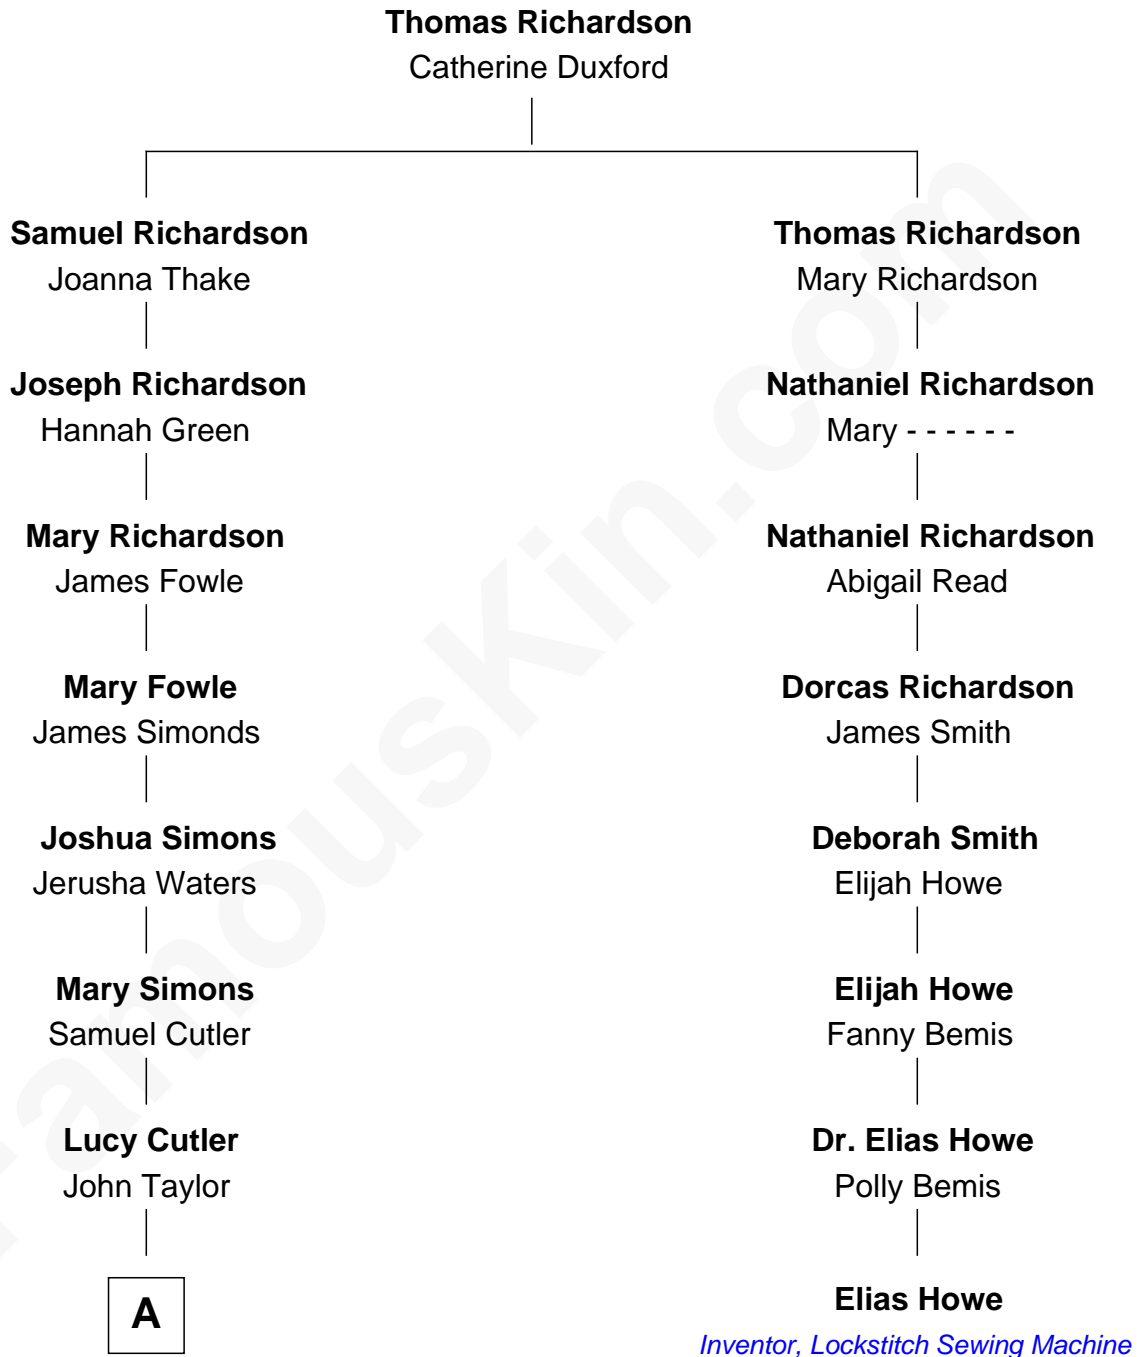 Thomas Richardson
Catherine Duxford
Samuel Richardson
Joanna Thake
Thomas Richardson
Mary Richardson
Joseph Richardson
Hannah Green
Nathaniel Richardson
Mary - - - - - -
Mary Richardson
James Fowle
Nathaniel Richardson
Abigail Read
Mary Fowle
James Simonds
Dorcas Richardson
James Smith
Joshua Simons
Jerusha Waters
Deborah Smith
Elijah Howe
Mary Simons
Samuel Cutler
Elijah Howe
Fanny Bemis
Lucy Cutler
John Taylor
Dr. Elias Howe
Polly Bemis
A
Elias Howe
Inventor, Lockstitch Sewing Machine
FamousKin.com